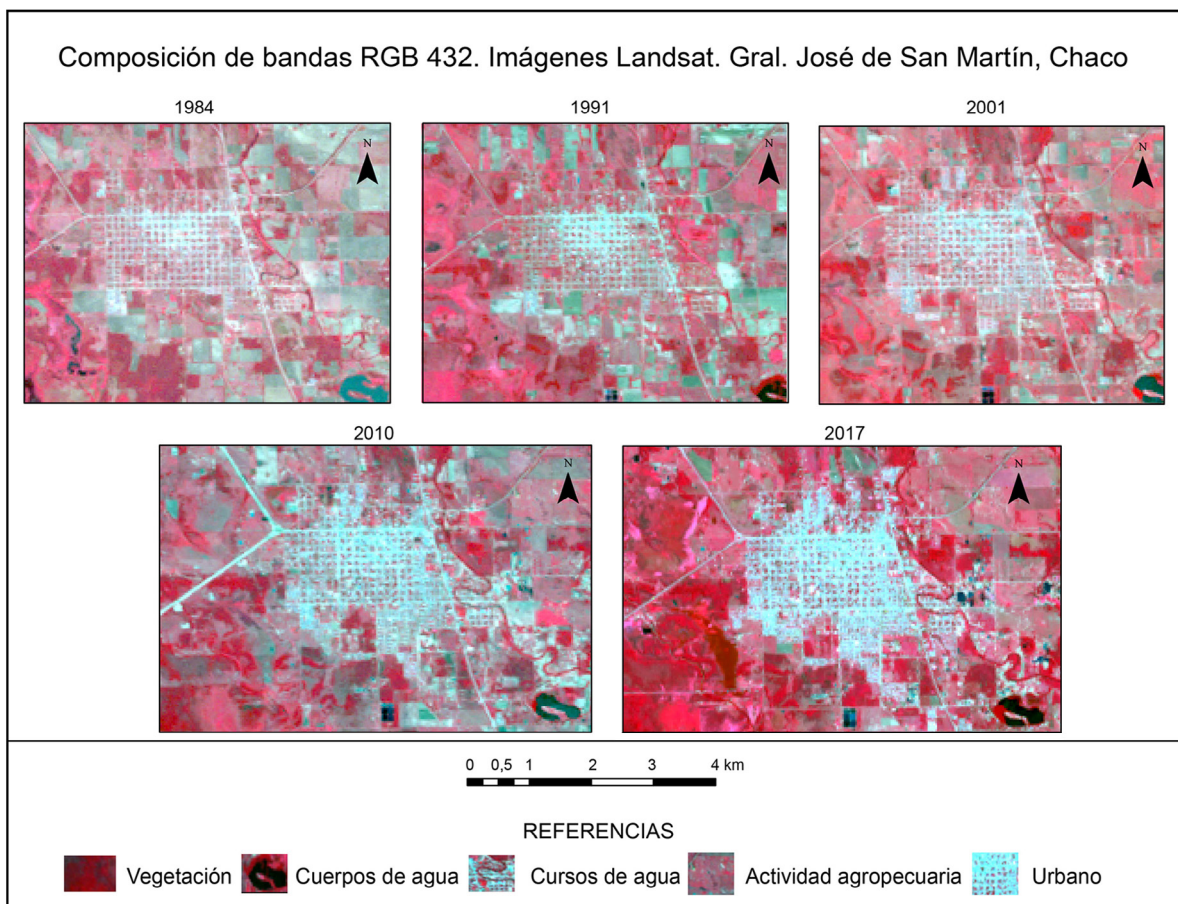 Composición de bandas RGB 432. Imágenes Landsat. Gral. José de San Martín, Chaco
1984
1991
2001
N
N
N
2010
2017
N
N
0 0,5 1 2 3 4 km
REFERENCIAS
Vegetación Cuerpos de agua Cursos de agua Actividad agropecuaria Urbano